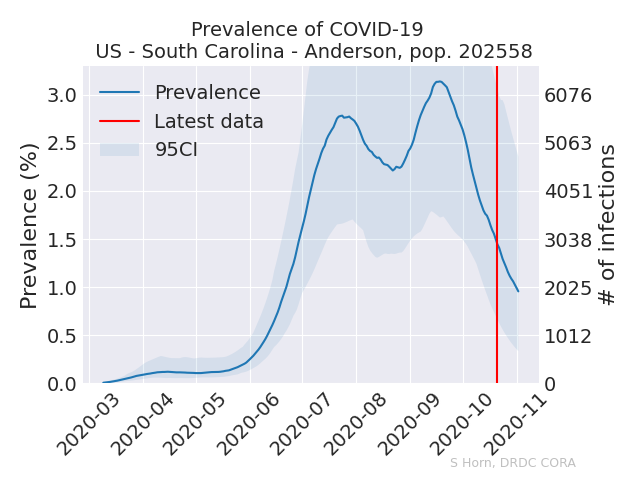 Prevalence of COVID-19
US - South Carolina - Anderson, pop. 202558
Prevalence
Latest data
95CI
Prevalence (%)
3.0
2.5
2.0
1.5
1.0
0.5
0.0
6076
5063
4051
3038
2025
1012
0
# of infections
2020-03
2020-04
2020-05
2020-06
2020-07
2020-08
2020-09
2020-10
2020-11
S Horn, DRDC CORA